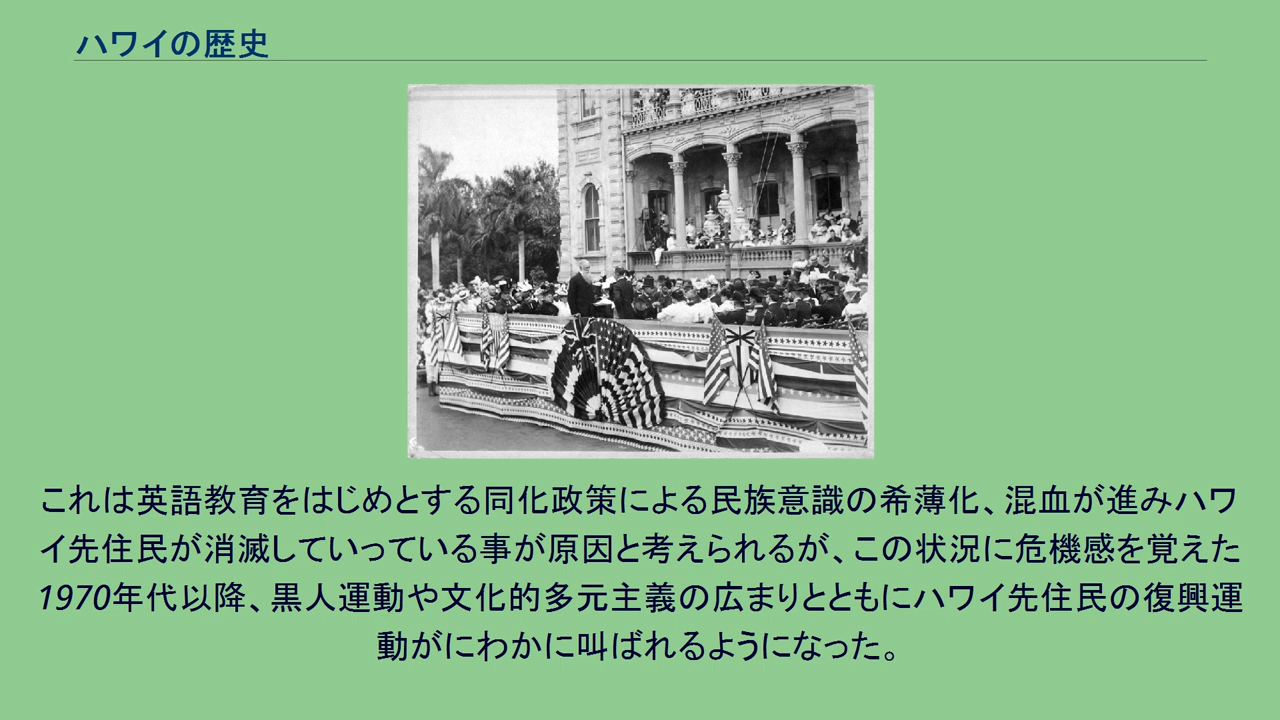 ハワイの歴史
これは英語教育をはじめとする同化政策による民族意識の希薄化、混血が進みハワ
イ先住民が消滅していっている事が原因と考えられるが、この状況に危機感を覚えた
1970年代以降、黒人運動や文化的多元主義の広まりとともにハワイ先住民の復興運
動がにわかに叫ばれるようになった。